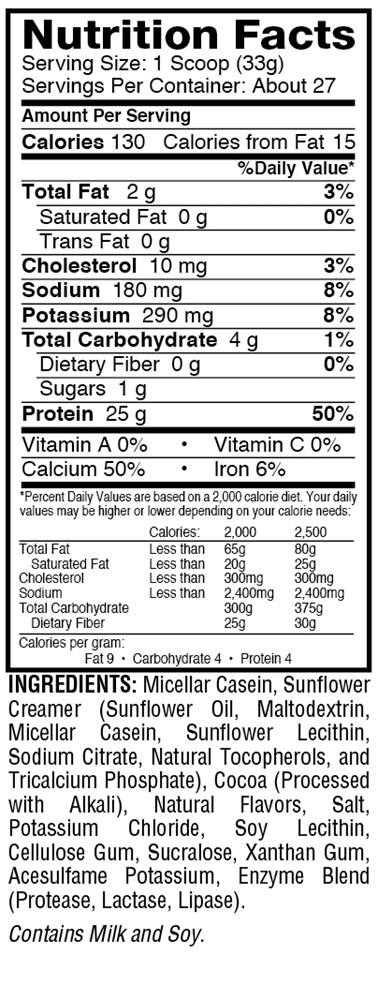 Nutrition Facts
Serving Size: 1 Scoop (33g)
Servings Per Container: About 27
Amount Per Serving
Calories 130 Calories from Fat 15
%Daily Value*
Total Fat 2 g 3%
Saturated Fat 0 g 0%
Trans Fat 0 g
Cholesterol 10 mg 3%
Sodium 180 mg 8%
Potassium 290 mg 8%
Total Carbohydrate 4 g 1%
Dietary Fiber 0 g 0%
Sugars 1 g
Protein 25 g 50%
Vitamin A 0% • Vitamin C 0%
Calcium 50% • Iron 6%
*Percent Daily Values are based on a 2,000 calorie diet. Your daily
values may be higher or lower depending on your calorie needs:
Calories: 2,000 2,500
Total Fat Less than 65g 80g
Saturated Fat Less than 20g 25g
Cholesterol Less than 300mg 300mg
Sodium Less than 2,400mg 2,400mg
Total Carbohydrate 300g 375g
Dietary Fiber 25g 30g
Calories per gram:
Fat 9 • Carbohydrate 4 • Protein 4
INGREDIENTS: Micellar Casein, Sunflower
Creamer (Sunflower Oil, Maltodextrin,
Micellar Casein, Sunflower Lecithin,
Sodium Citrate, Natural Tocopherols, and
Tricalcium Phosphate), Cocoa (Processed
with Alkali), Natural Flavors, Salt,
Potassium Chloride, Soy Lecithin,
Cellulose Gum, Sucralose, Xanthan Gum,
Acesulfame Potassium, Enzyme Blend
(Protease, Lactase, Lipase).
Contains Milk and Soy.